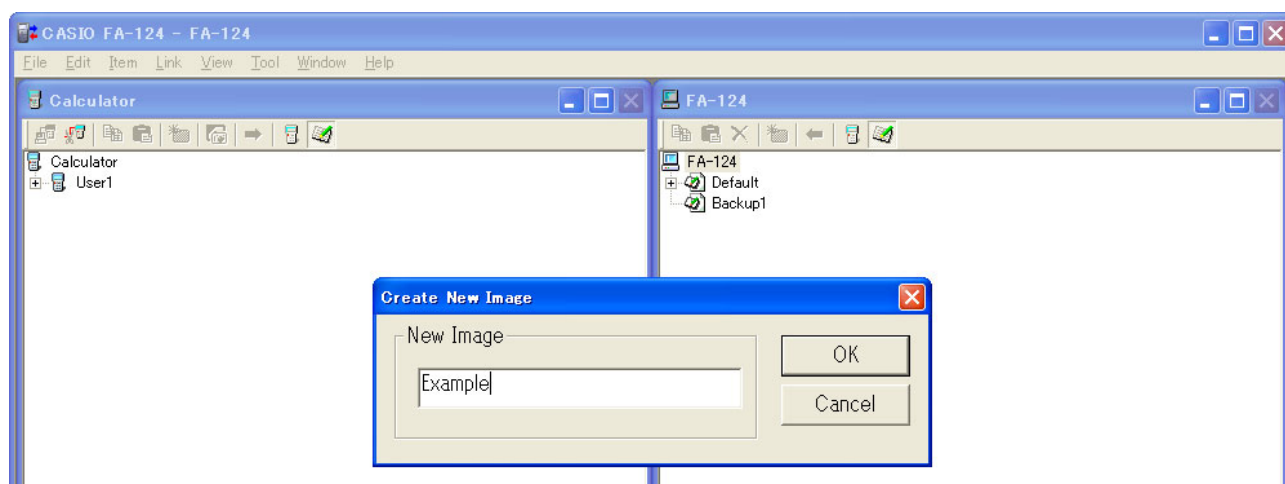 CASIO FA-124 - FA-124
File Edit Item Link View Tool Window Help
Calculator
Calculator
User1
FA-124
FA-124
Default
Backup1
Create New Image
New Image
Example
OK
Cancel